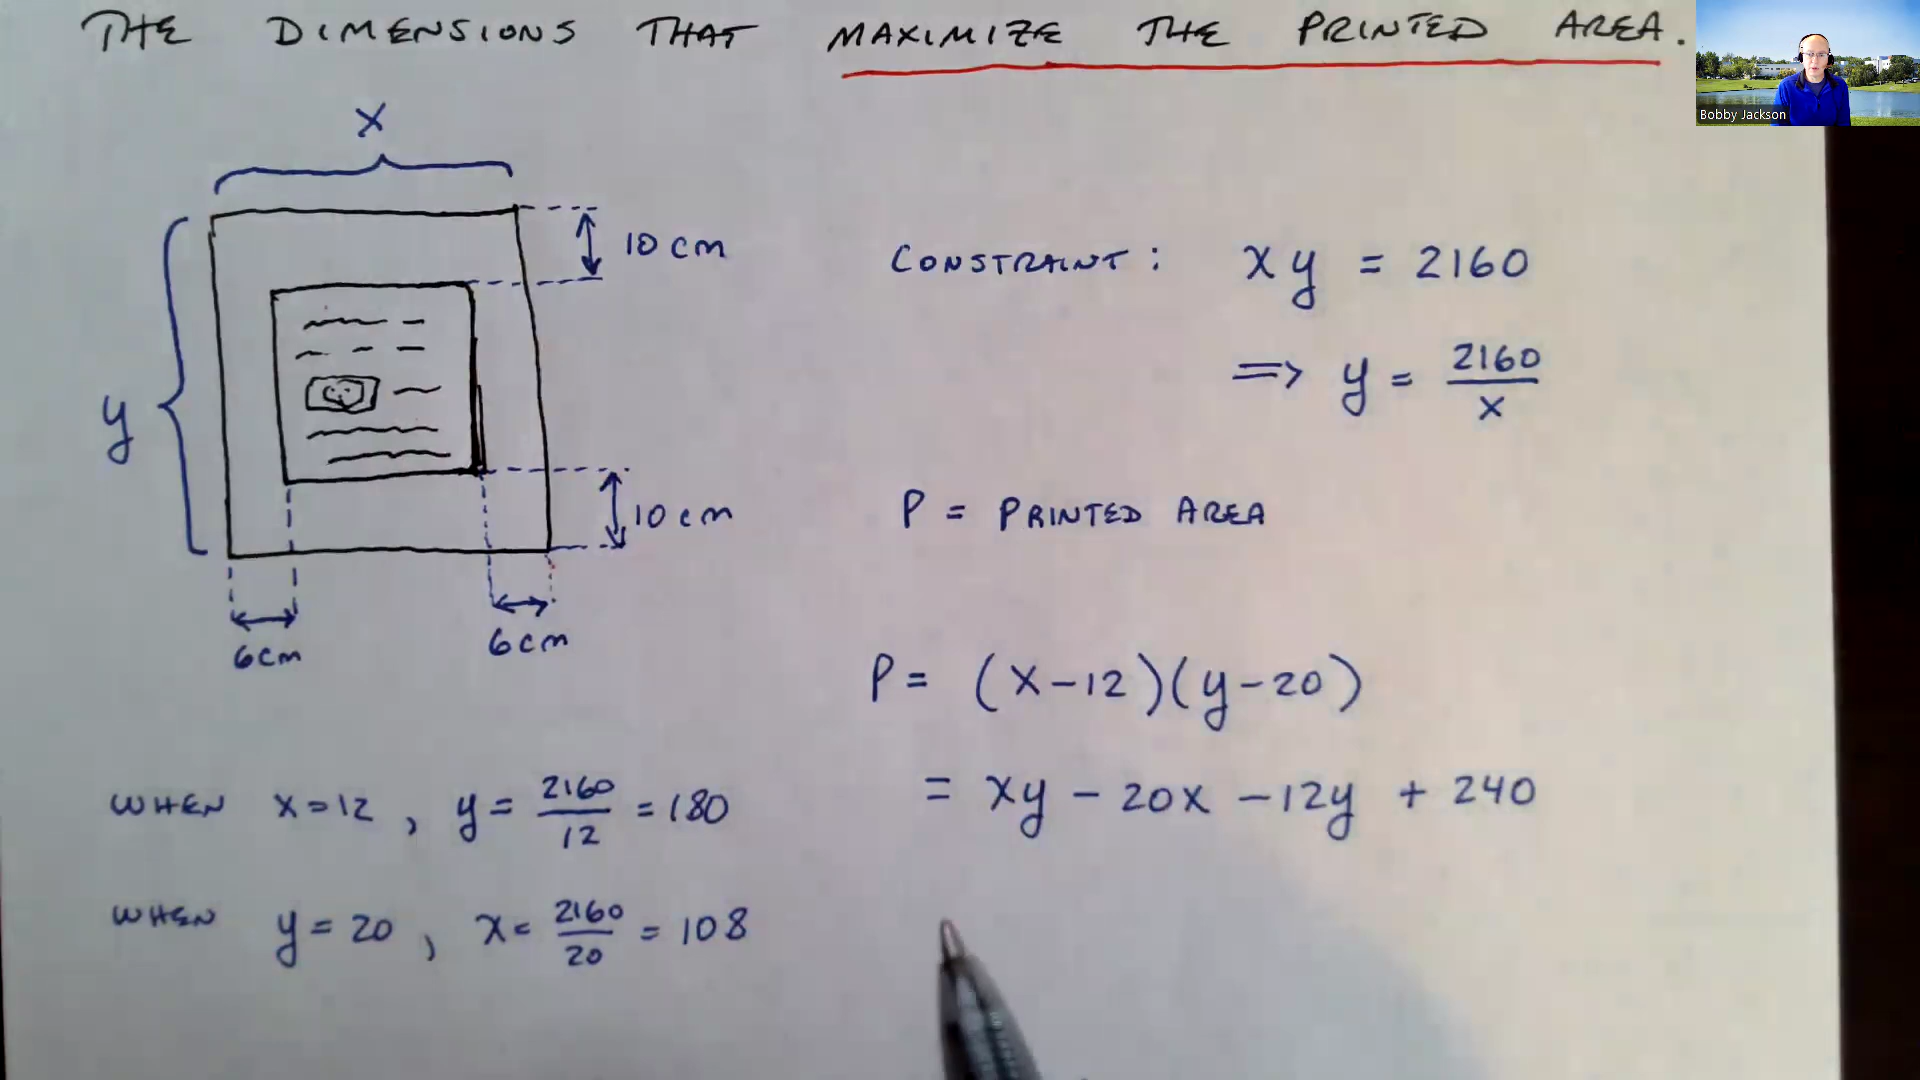 THE DIMENSIONS THAT MAXIMIZE THE PRINTED AREA.
Bobby Jackson
x
10 cm
y
10 cm
6cm
6cm
CONSTRAINT: xy = 2160
⇒ y = 2160/x
P = PRINTED AREA
P = (x-12)(y-20)
= xy - 20x - 12y + 240
WHEN x=12, y = 2160/12 = 180
WHEN y = 20, x = 2160/20 = 108